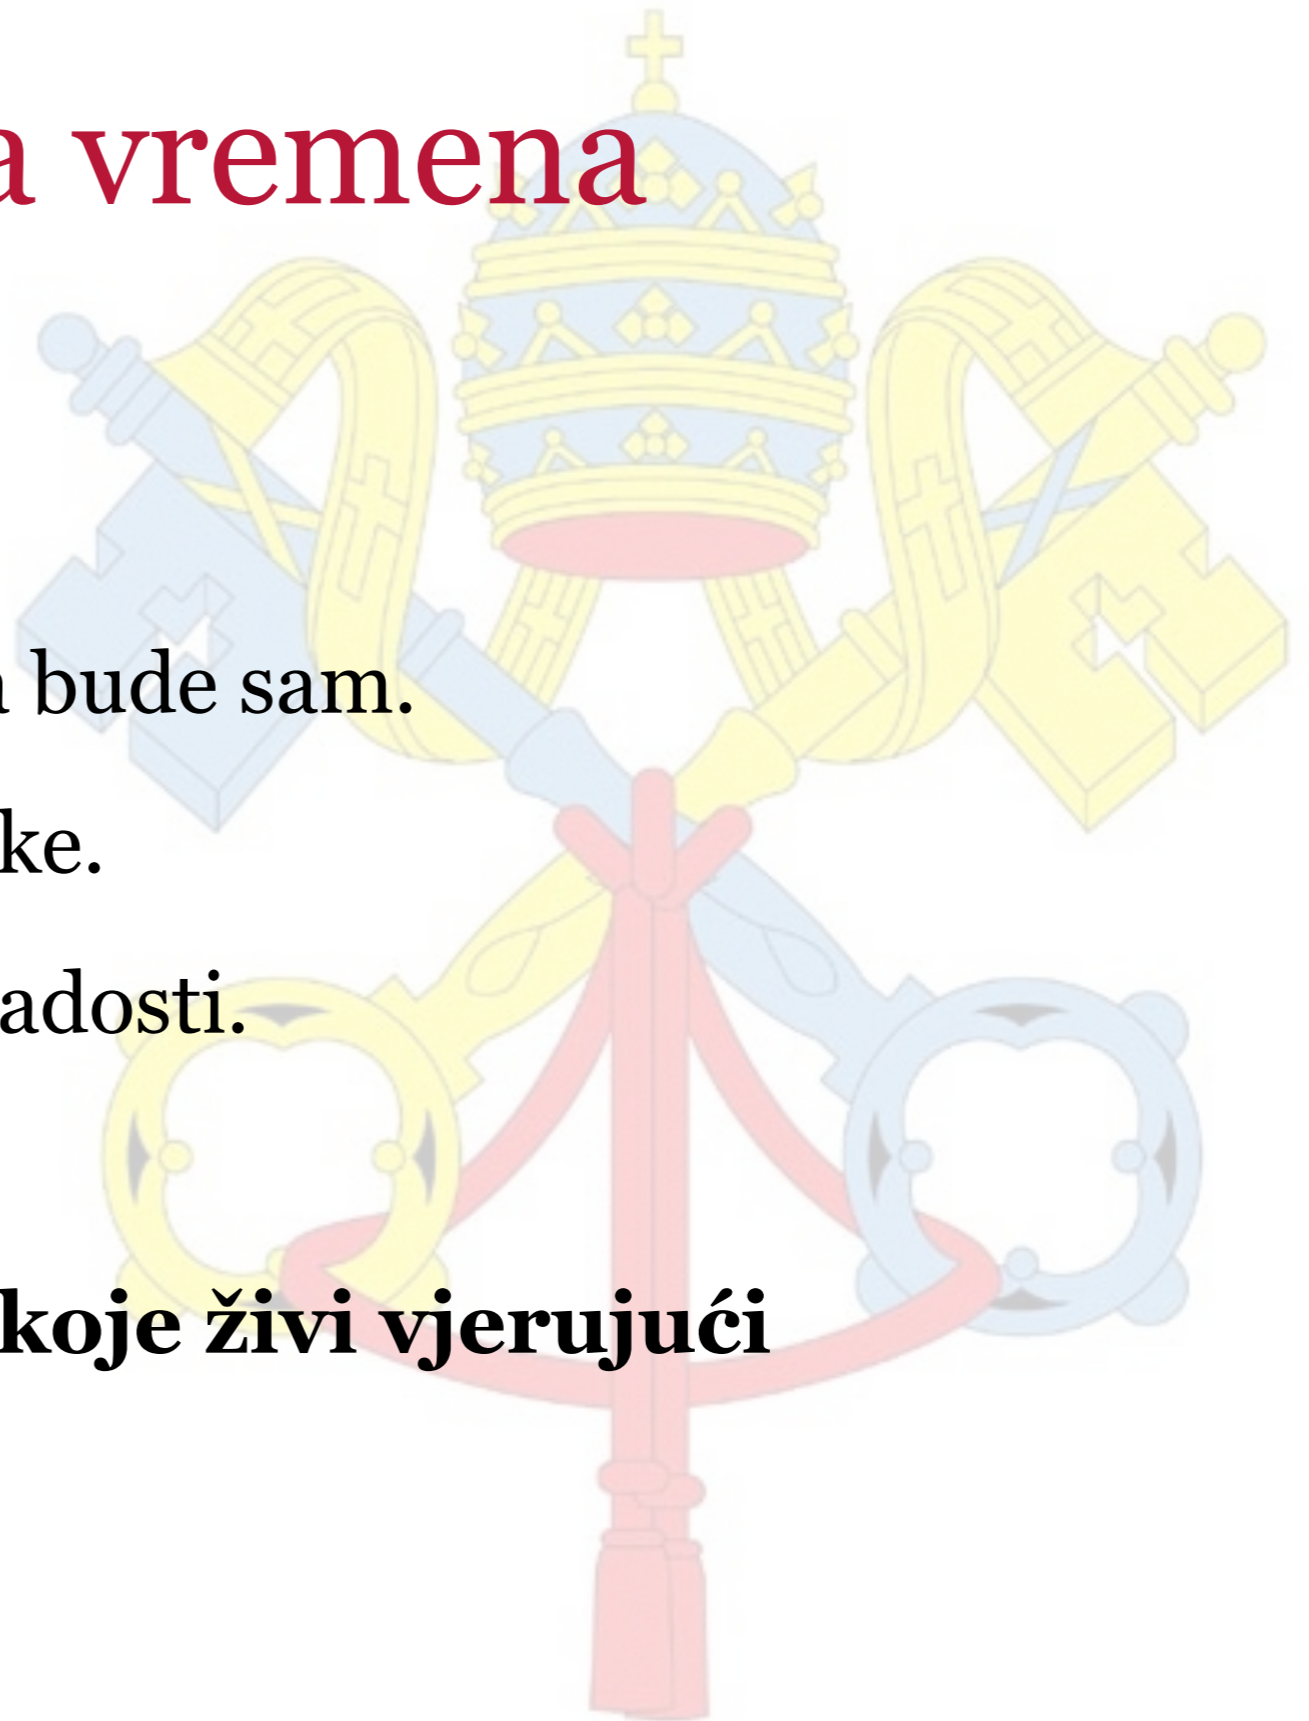 a vremena
bude sam.
ke.
adosti.
koje živi vjerujući